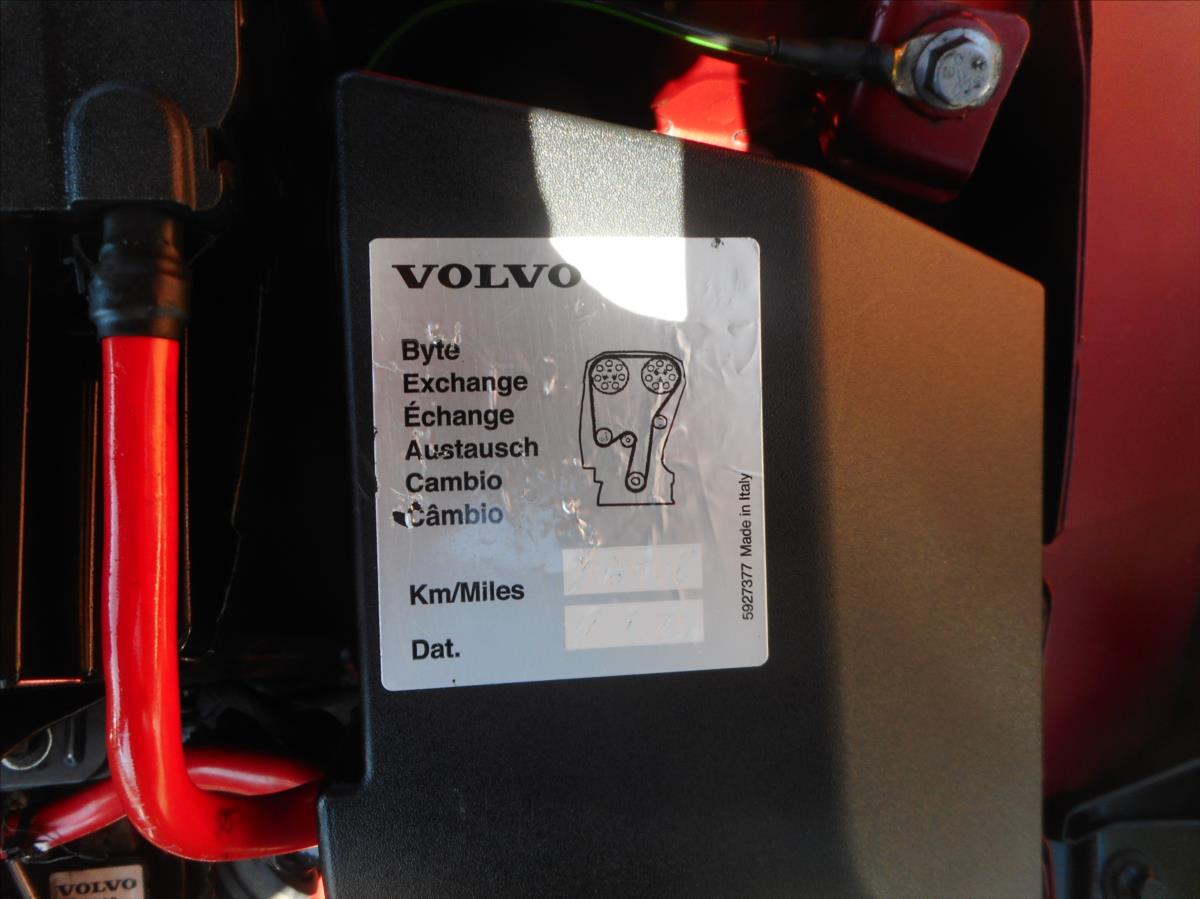 VOLVO
Byte
Exchange
Échange
Austausch
Cambio
Câmbio
Km/Miles
Dat.
5927377 Made in Italy
VOLVO